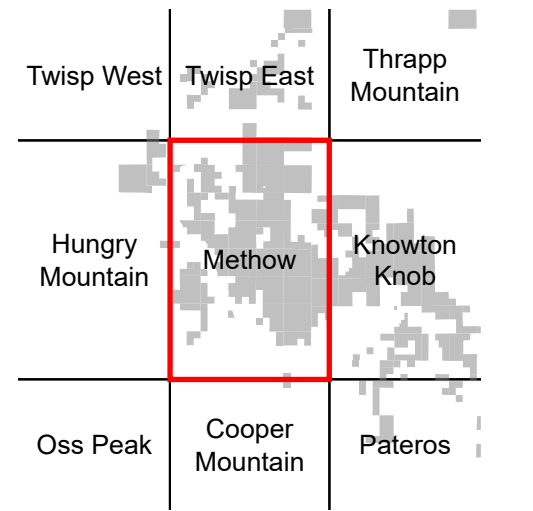 Twisp West
Twisp East
Thrapp
Mountain
Hungry
Mountain
Methow
Knowton
Knob
Oss Peak
Cooper
Mountain
Pateros